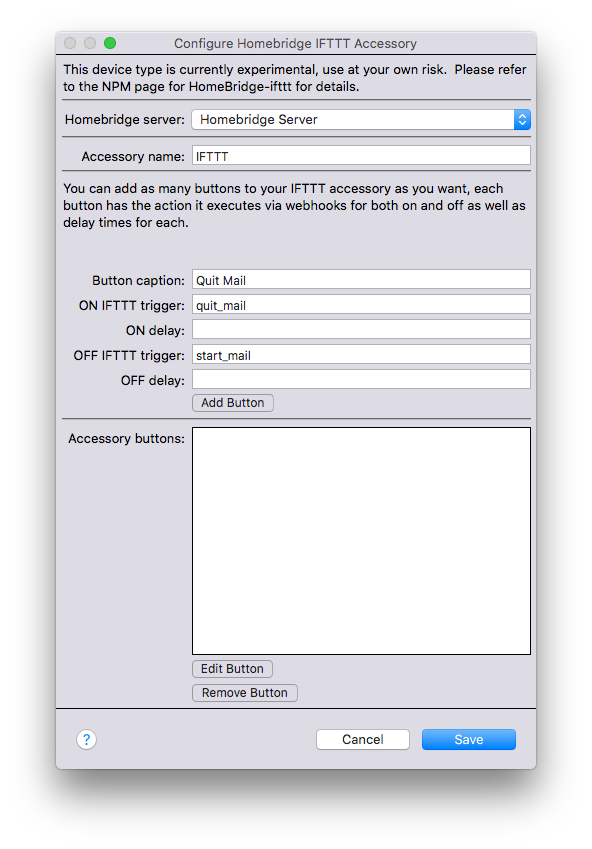 Configure Homebridge IFTTT Accessory
This device type is currently experimental, use at your own risk.  Please refer
to the NPM page for HomeBridge-ifttt for details.
Homebridge server: Homebridge Server
Accessory name: IFTTT
You can add as many buttons to your IFTTT accessory as you want, each
button has the action it executes via webhooks for both on and off as well as
delay times for each.
Button caption: Quit Mail
ON IFTTT trigger: quit_mail
ON delay:
OFF IFTTT trigger: start_mail
OFF delay:
Add Button
Accessory buttons:
Edit Button
Remove Button
? Cancel Save